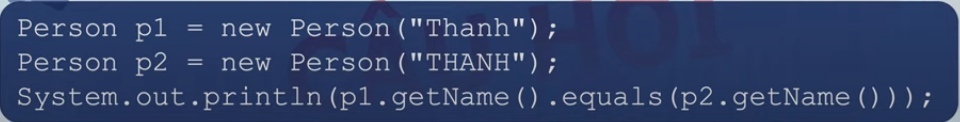 Person p1 = new Person("Thanh");
Person p2 = new Person("THANH");
System.out.println(p1.getName().equals(p2.getName()));